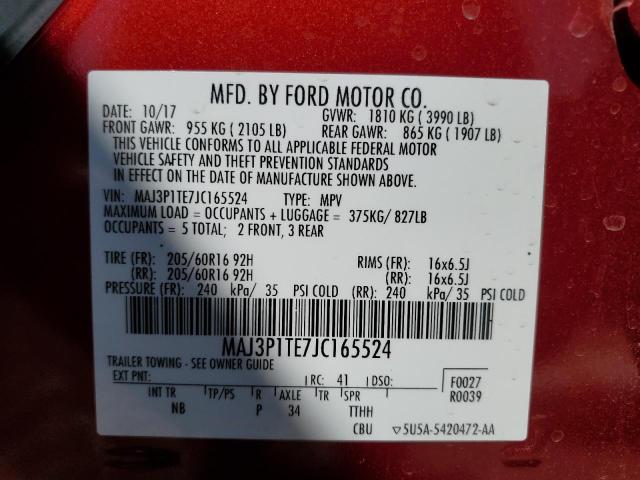 MFD. BY FORD MOTOR CO.
DATE: 10/17 GVWR: 1810 KG (3990 LB)
FRONT GAWR: 955 KG (2105 LB) REAR GAWR: 865 KG (1907 LB)
THIS VEHICLE CONFORMS TO ALL APPLICABLE FEDERAL MOTOR
VEHICLE SAFETY AND THEFT PREVENTION STANDARDS
IN EFFECT ON THE DATE OF MANUFACTURE SHOWN ABOVE.
VIN: MAJ3P1TE7JC165524 TYPE: MPV
MAXIMUM LOAD = OCCUPANTS + LUGGAGE = 375KG/ 827LB
OCCUPANTS = 5 TOTAL; 2 FRONT, 3 REAR
TIRE (FR): 205/60R16 92H RIMS (FR): 16x6.5J
(RR): 205/60R16 92H (RR): 16x6.5J
PRESSURE (FR): 240 kPa/ 35 PSI COLD (RR): 240 kPa/ 35 PSI COLD
MAJ3P1TE7JC165524
TRAILER TOWING - SEE OWNER GUIDE
EXT PNT: RC: 41 DSO: F0027
INT TR TP/PS R AXLE TR SPR R0039
NB P 34 TTHH
CBU ▽5U5A-5420472-AA